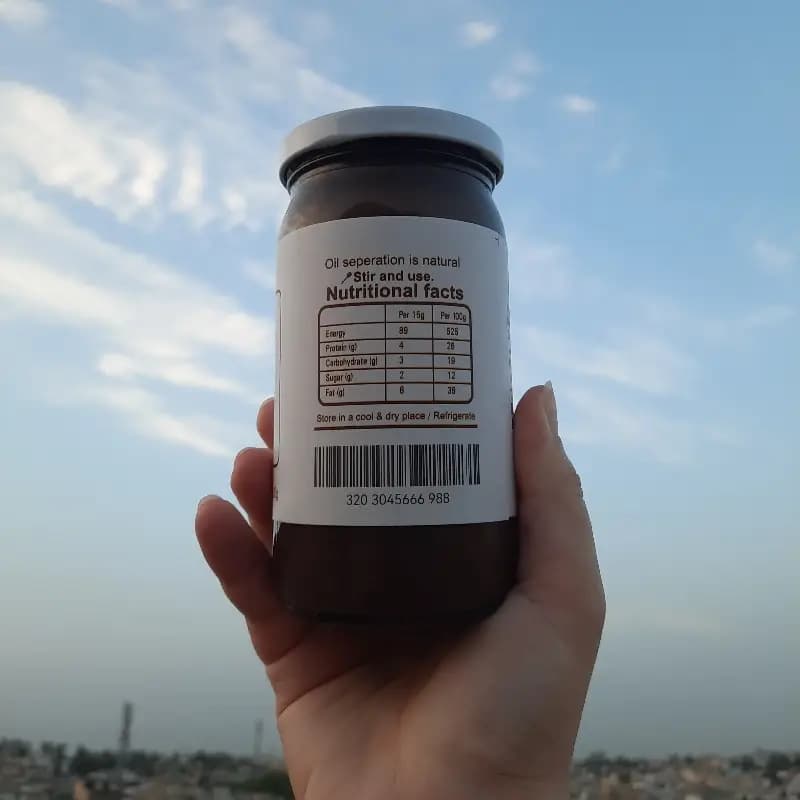 Oil seperation is natural
Stir and use.
Nutritional facts
Per 15g Per 100g
Energy 89 525
Protein (g) 4 26
Carbohydrate (g) 3 19
Sugar (g) 2 12
Fat (g) 6 39
Store in a cool & dry place / Refrigerate
320 3045666 988